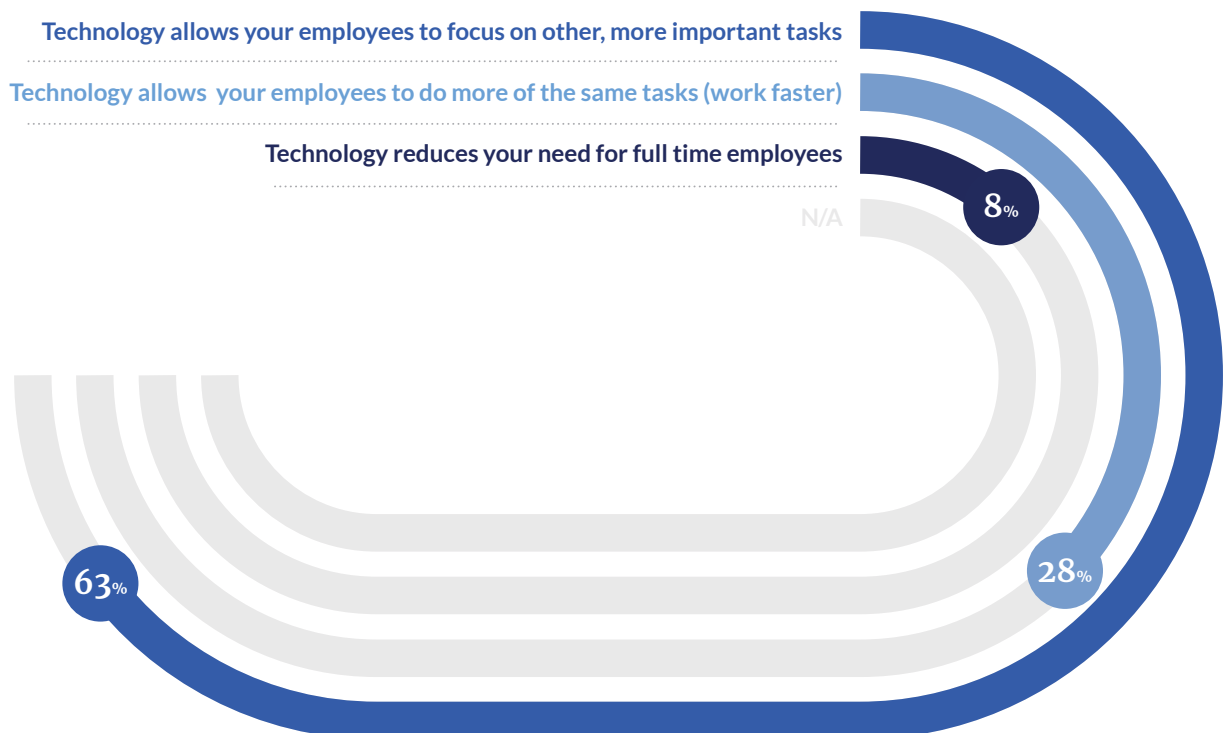 Technology allows your employees to focus on other, more important tasks
Technology allows  your employees to do more of the same tasks (work faster)
Technology reduces your need for full time employees
8%
N/A
28%
63%